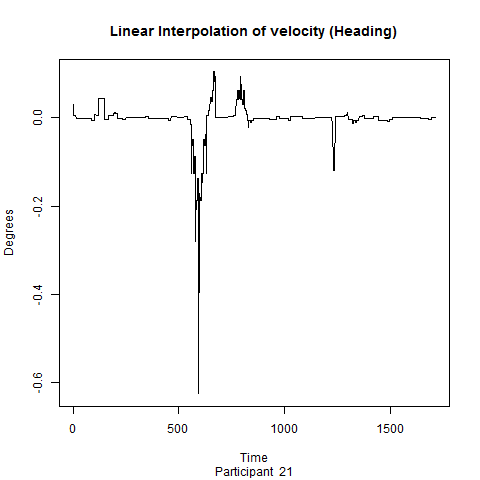 Linear Interpolation of velocity (Heading)
Degrees
0.0
-0.2
-0.4
-0.6
0 500 1000 1500
Time
Participant 21